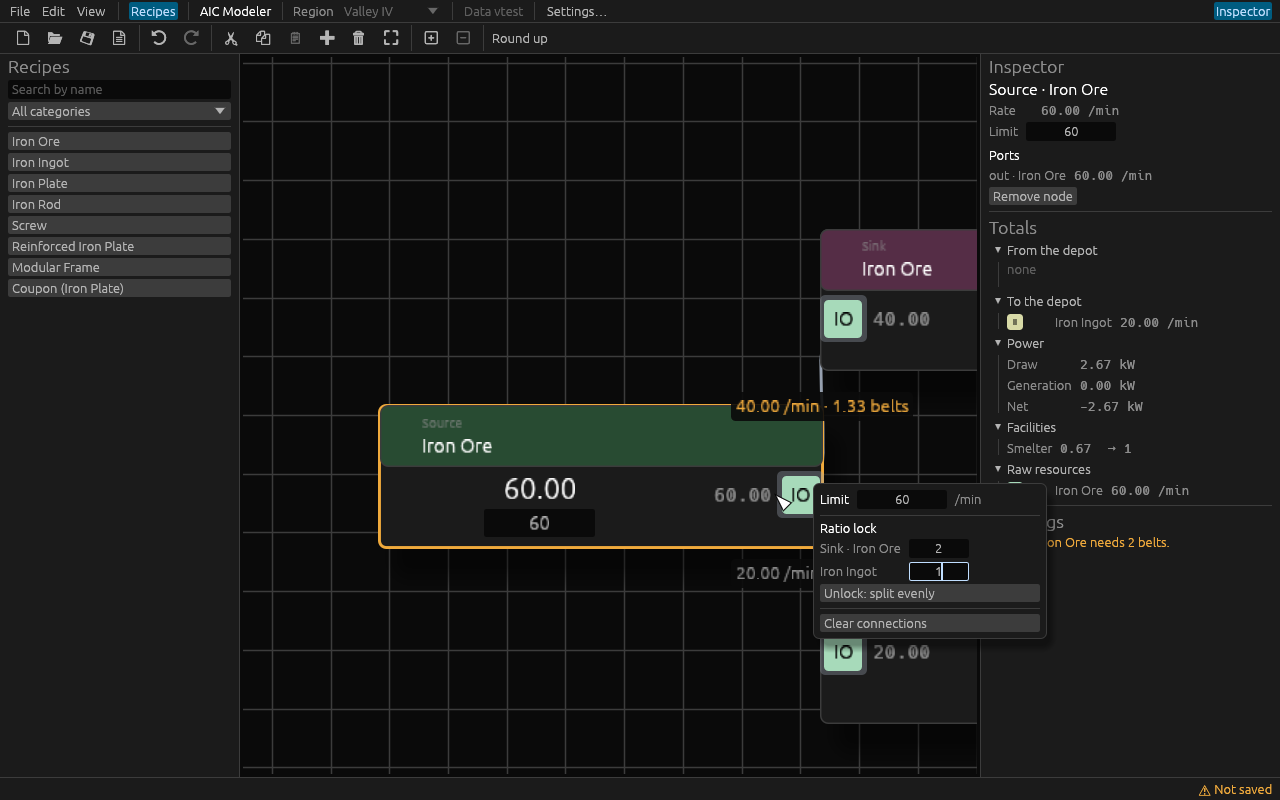 File Edit View Recipes AIC Modeler Region Valley IV Data vtest Settings… Inspector
Round up
Recipes
Search by name
All categories
Iron Ore
Iron Ingot
Iron Plate
Iron Rod
Screw
Reinforced Iron Plate
Modular Frame
Coupon (Iron Plate)
Sink
Iron Ore
IO 40.00
40.00 /min · 1.33 belts
Source
Iron Ore
60.00
60
60.00 IO
20.00 /min
IO 20.00
Limit 60 /min
Ratio lock
Sink · Iron Ore 2
Iron Ingot 1
Unlock: split evenly
Clear connections
Inspector
Source · Iron Ore
Rate 60.00 /min
Limit 60
Ports
out · Iron Ore 60.00 /min
Remove node
Totals
From the depot
none
To the depot
Iron Ingot 20.00 /min
Power
Draw 2.67 kW
Generation 0.00 kW
Net −2.67 kW
Facilities
Smelter 0.67 → 1
Raw resources
Iron Ore 60.00 /min
gs
on Ore needs 2 belts.
Not saved